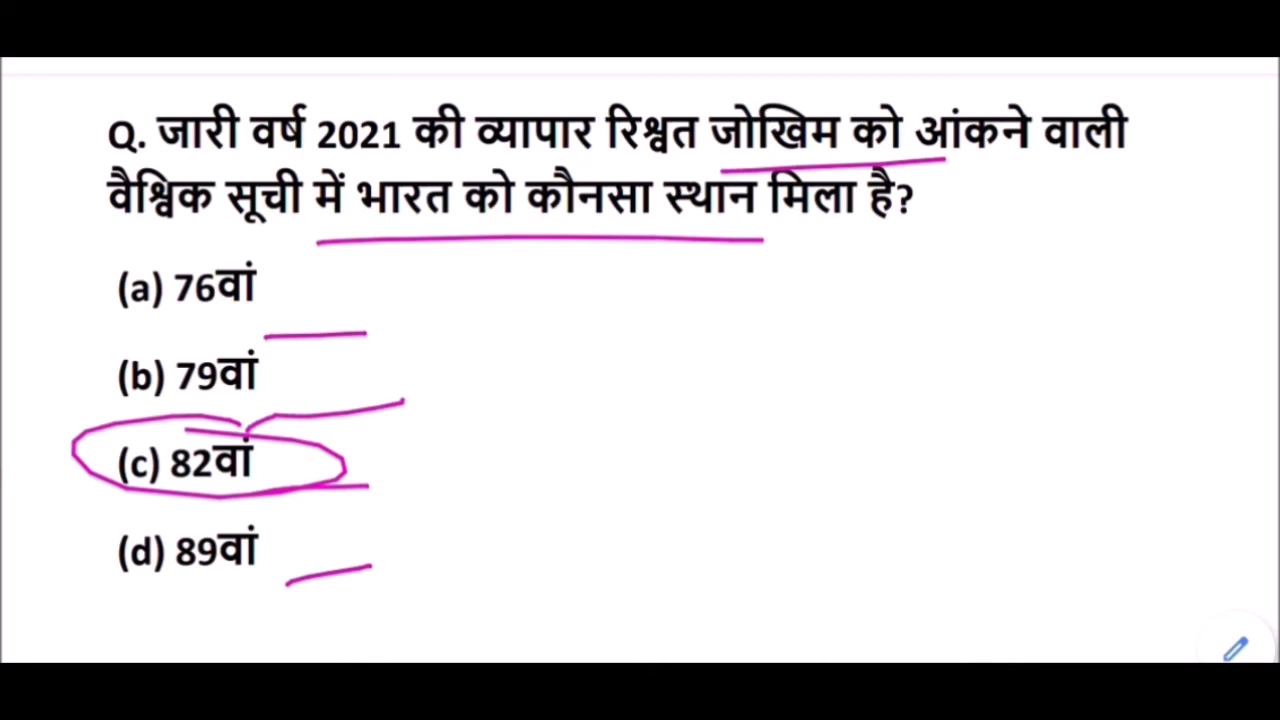 Q. जारी वर्ष 2021 की व्यापार रिश्वत जोखिम को आंकने वाली
वैश्विक सूची में भारत को कौनसा स्थान मिला है?
(a) 76वां
(b) 79वां
(c) 82वां
(d) 89वां